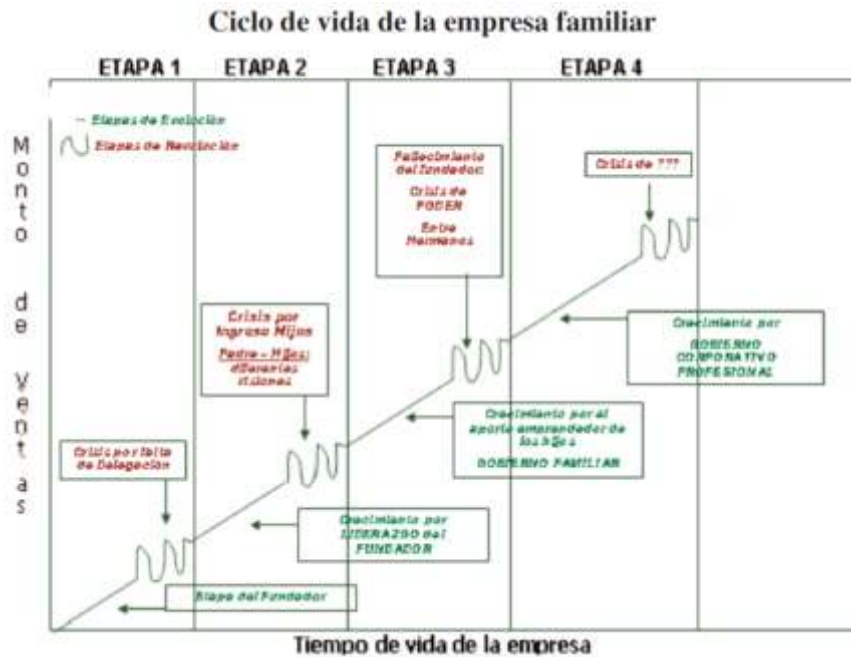 Ciclo de vida de la empresa familiar
ETAPA 1
ETAPA 2
ETAPA 3
ETAPA 4
Etapas de Evolución
Etapas de Revolución
Monto de Ventas
Fallecimiento
del fundador:
Crisis de
PODER
Entre
Hermanos
Crisis de ???
Crisis por
Ingreso Hijos
Padre - Hijos:
diferentes
visiones
Crecimiento por
GOBIERNO
CORPORATIVO
PROFESIONAL
Crecimiento por el
aporte emprendedor de
los hijos
GOBIERNO FAMILIAR
Crisis por falta
de Delegación
Crecimiento por
LIDERAZGO del
FUNDADOR
Etapa del Fundador
Tiempo de vida de la empresa